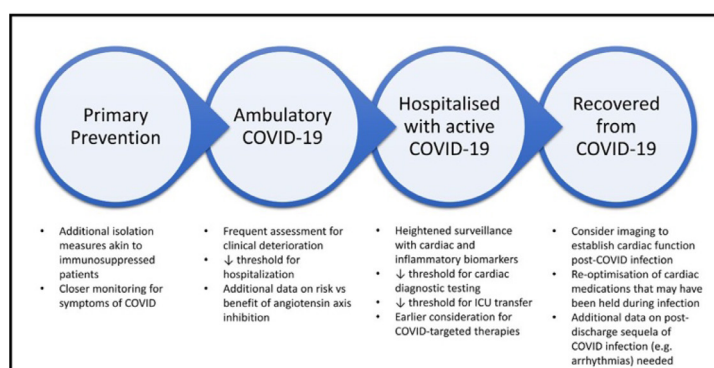 Primary
Prevention
Ambulatory
COVID-19
Hospitalised
with active
COVID-19
Recovered
from
COVID-19
• Additional isolation
measures akin to
immunosuppressed
patients
• Closer monitoring for
symptoms of COVID
• Frequent assessment for
clinical deterioration
• ↓ threshold for
hospitalization
• Additional data on risk vs
benefit of angiotensin axis
inhibition
• Heightened surveillance
with cardiac and
inflammatory biomarkers
• ↓ threshold for cardiac
diagnostic testing
• ↓ threshold for ICU transfer
• Earlier consideration for
COVID-targeted therapies
• Consider imaging to
establish cardiac function
post-COVID infection
• Re-optimisation of cardiac
medications that may have
been held during infection
• Additional data on post-
discharge sequela of
COVID infection (e.g.
arrhythmias) needed